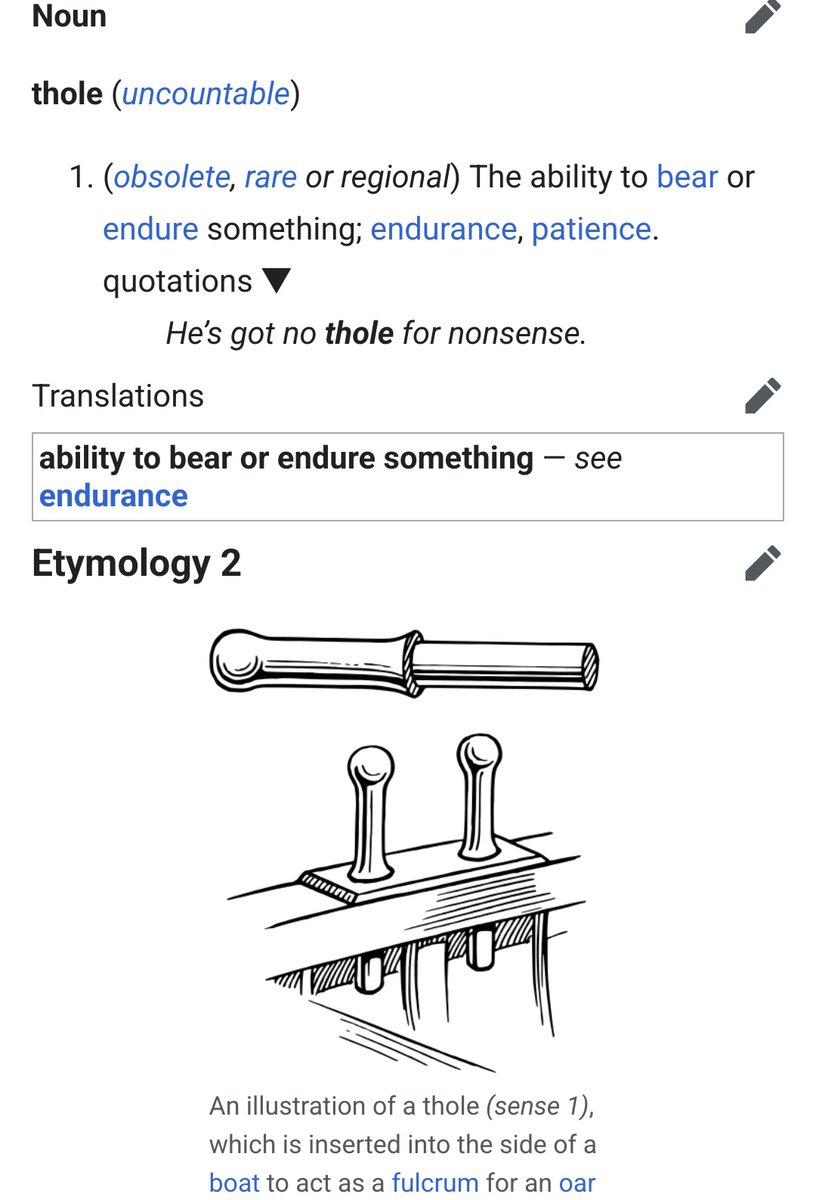 Noun
thole (uncountable)
1. (obsolete, rare or regional) The ability to bear or
endure something; endurance, patience.
quotations ▼
He’s got no thole for nonsense.
Translations
ability to bear or endure something — see
endurance
Etymology 2
An illustration of a thole (sense 1),
which is inserted into the side of a
boat to act as a fulcrum for an oar